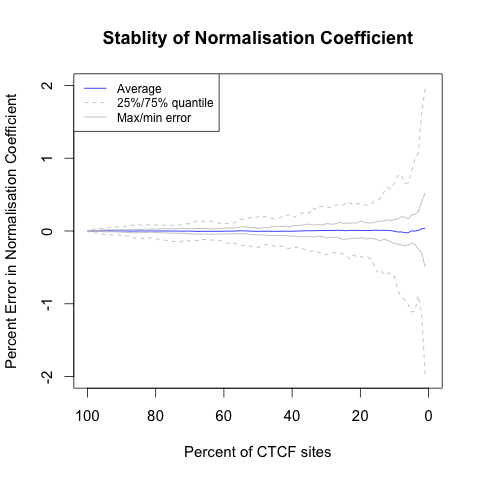 Stablity of Normalisation Coefficient
Average
25%/75% quantile
Max/min error
Percent Error in Normalisation Coefficient
2
1
0
-1
-2
100 80 60 40 20 0
Percent of CTCF sites